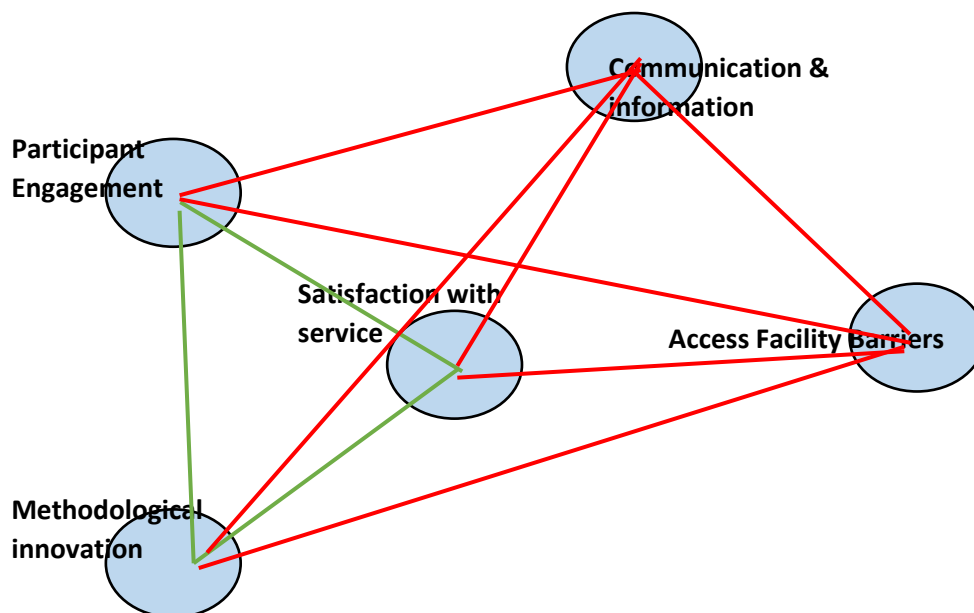 Communication &
information
Participant
Engagement
Satisfaction with
service
Access Facility Barriers
Methodological
innovation